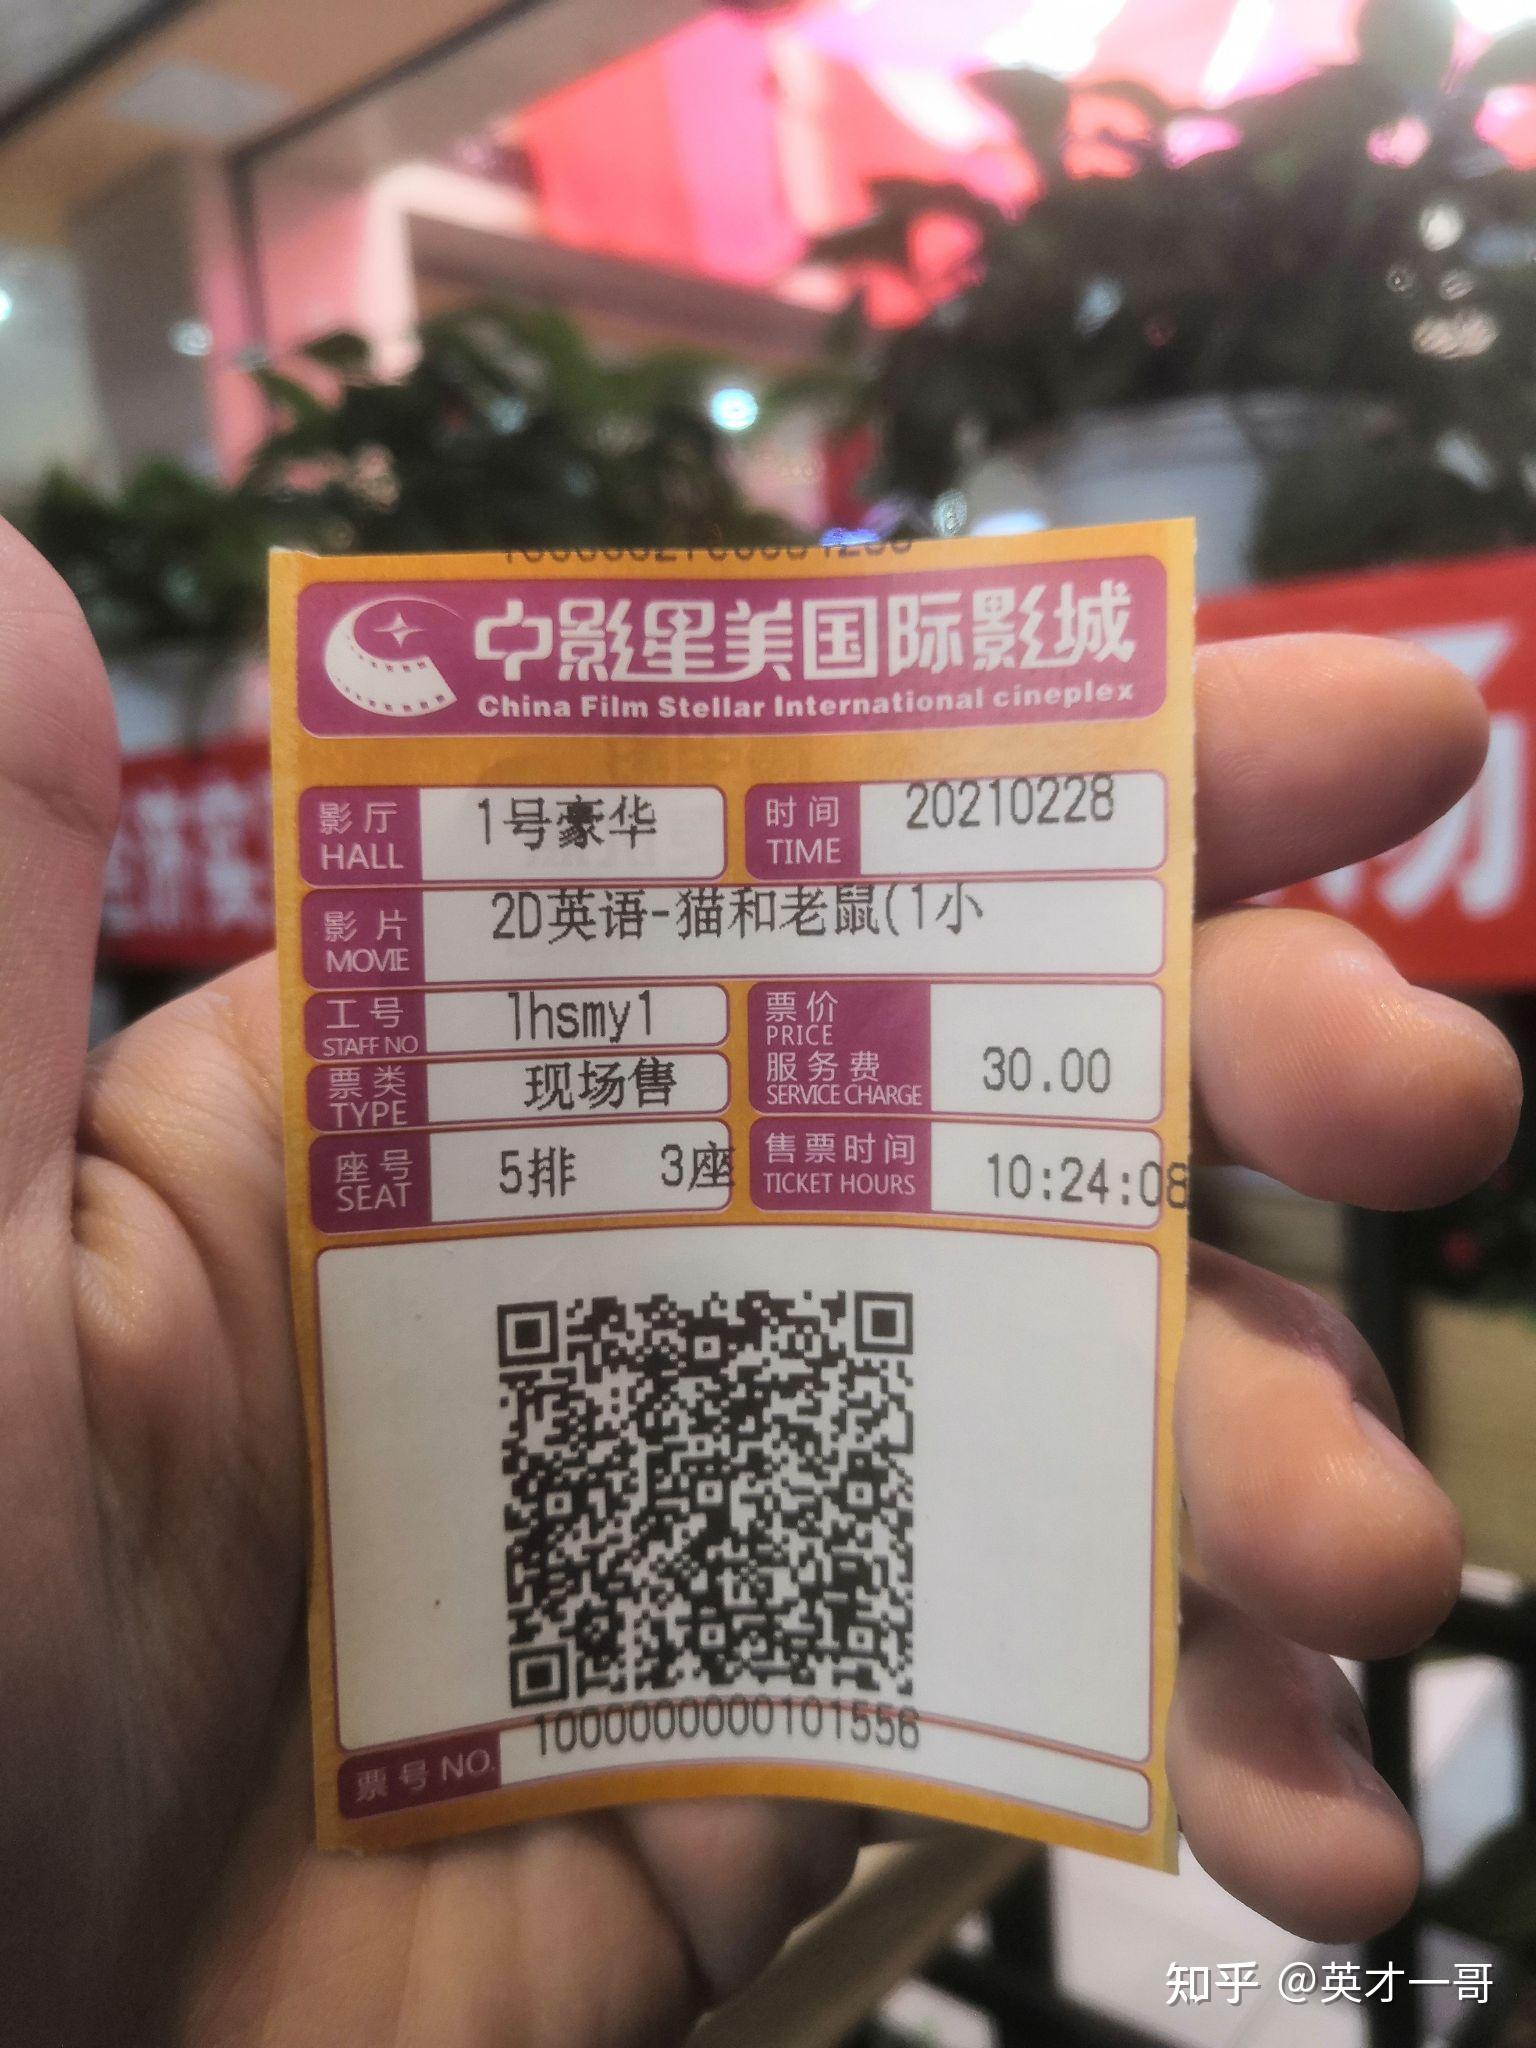 中影星美国际影城
China Film Stellar International cineplex
影厅 HALL 1号豪华
时间 TIME 20210228
影片 MOVIE 2D英语-猫和老鼠(1小
工号 STAFF NO lhsmy1
票价 PRICE
服务费 SERVICE CHARGE 30.00
票类 TYPE 现场售
座号 SEAT 5排 3座
售票时间 TICKET HOURS 10:24:08
1000000000101556
票号 NO.
知乎 @英才一哥